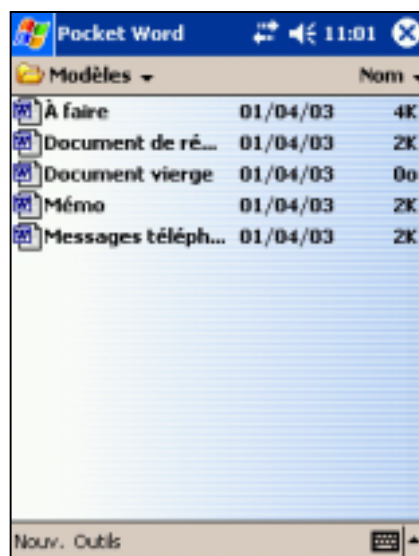 Pocket Word 11:01
Modèles Nom
À faire 01/04/03 4K
Document de ré... 01/04/03 2K
Document vierge 01/04/03 0o
Mémo 01/04/03 2K
Messages téléph... 01/04/03 2K
Nouv. Outils